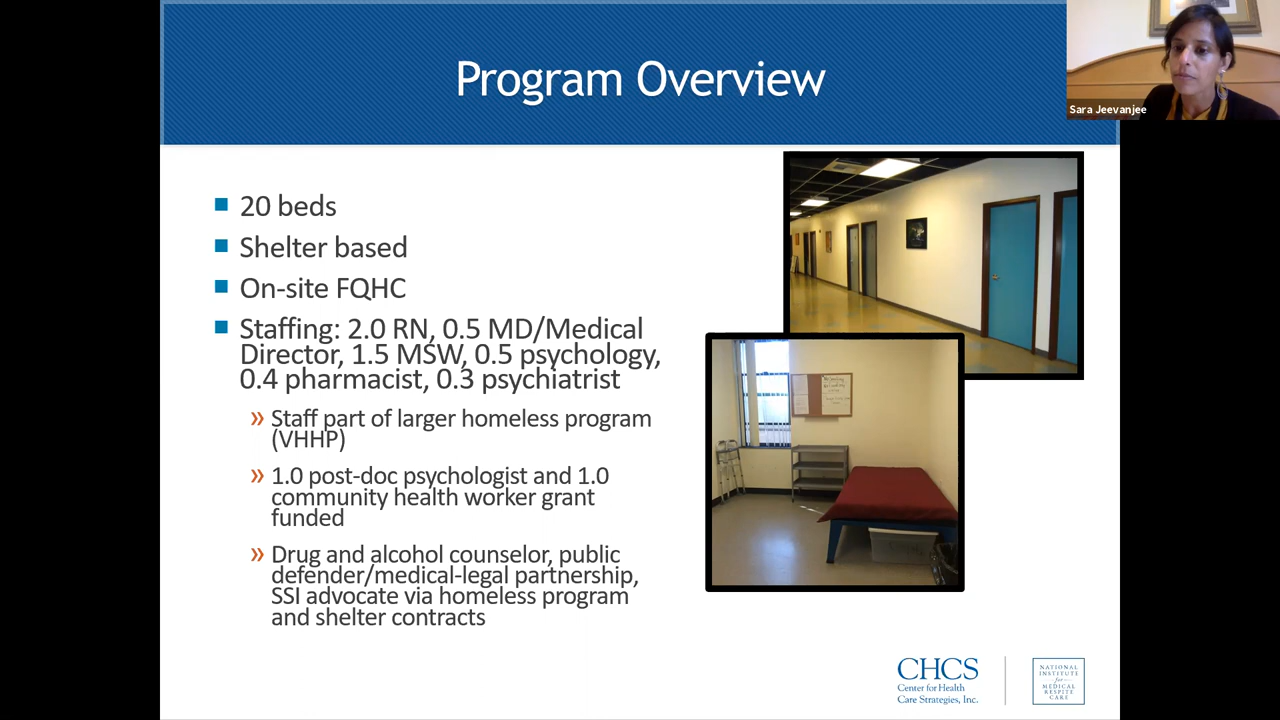 Program Overview
Sara Jeevanjee
20 beds
Shelter based
On-site FQHC
Staffing: 2.0 RN, 0.5 MD/Medical
Director, 1.5 MSW, 0.5 psychology,
0.4 pharmacist, 0.3 psychiatrist
» Staff part of larger homeless program
(VHHP)
» 1.0 post-doc psychologist and 1.0
community health worker grant
funded
» Drug and alcohol counselor, public
defender/medical-legal partnership,
SSI advocate via homeless program
and shelter contracts
CHCS
Center for Health
Care Strategies, Inc.
NATIONAL
INSTITUTE
for
MEDICAL
RESPITE
CARE